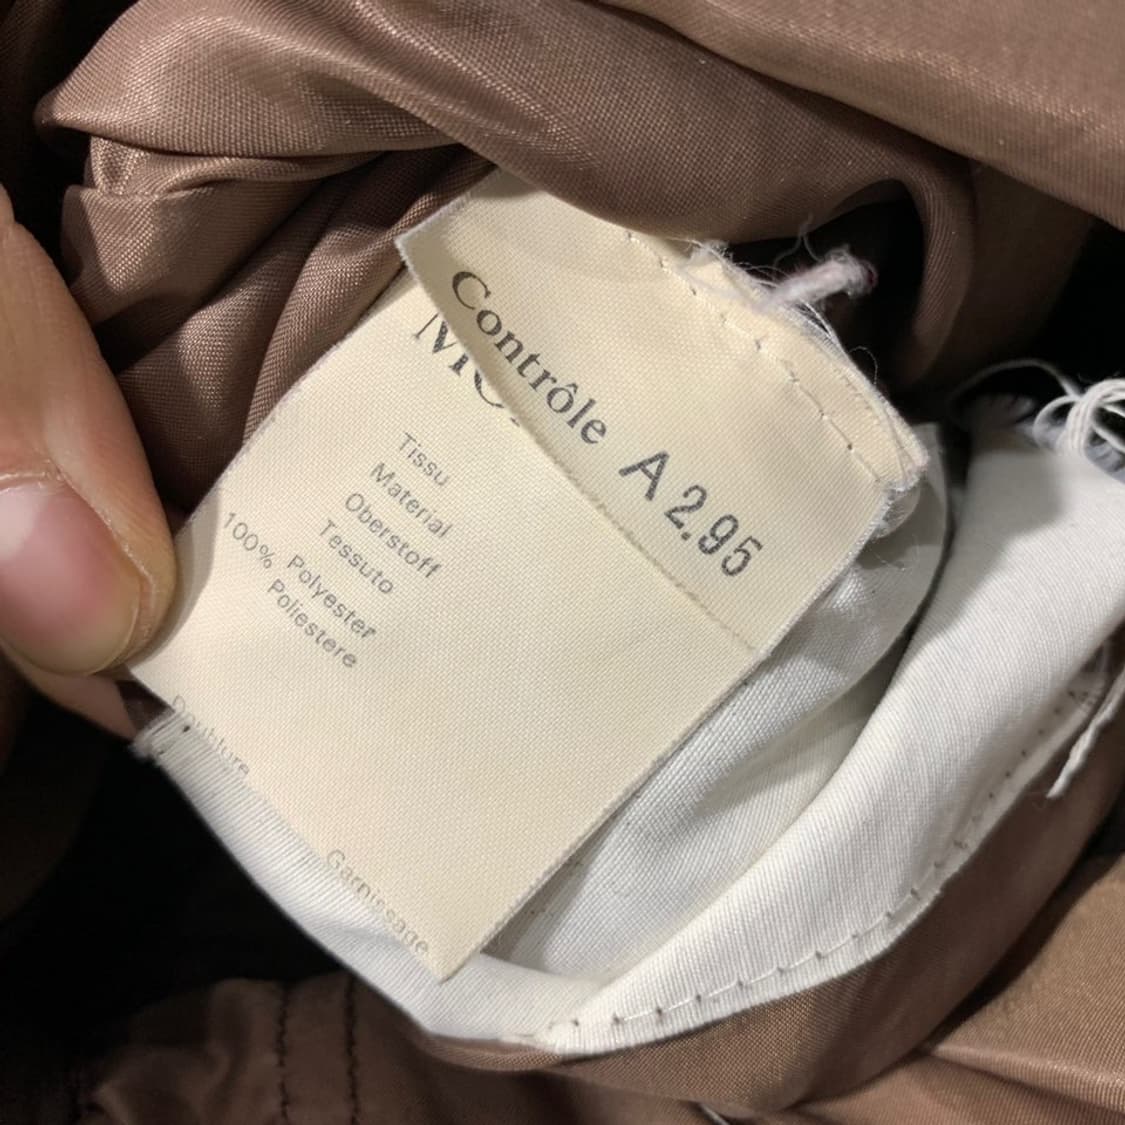 Contrôle A 2.95
Tissu
Material
Oberstoff
Tessuto
100% Polyester
Poliestere
Doublure
Garnissage